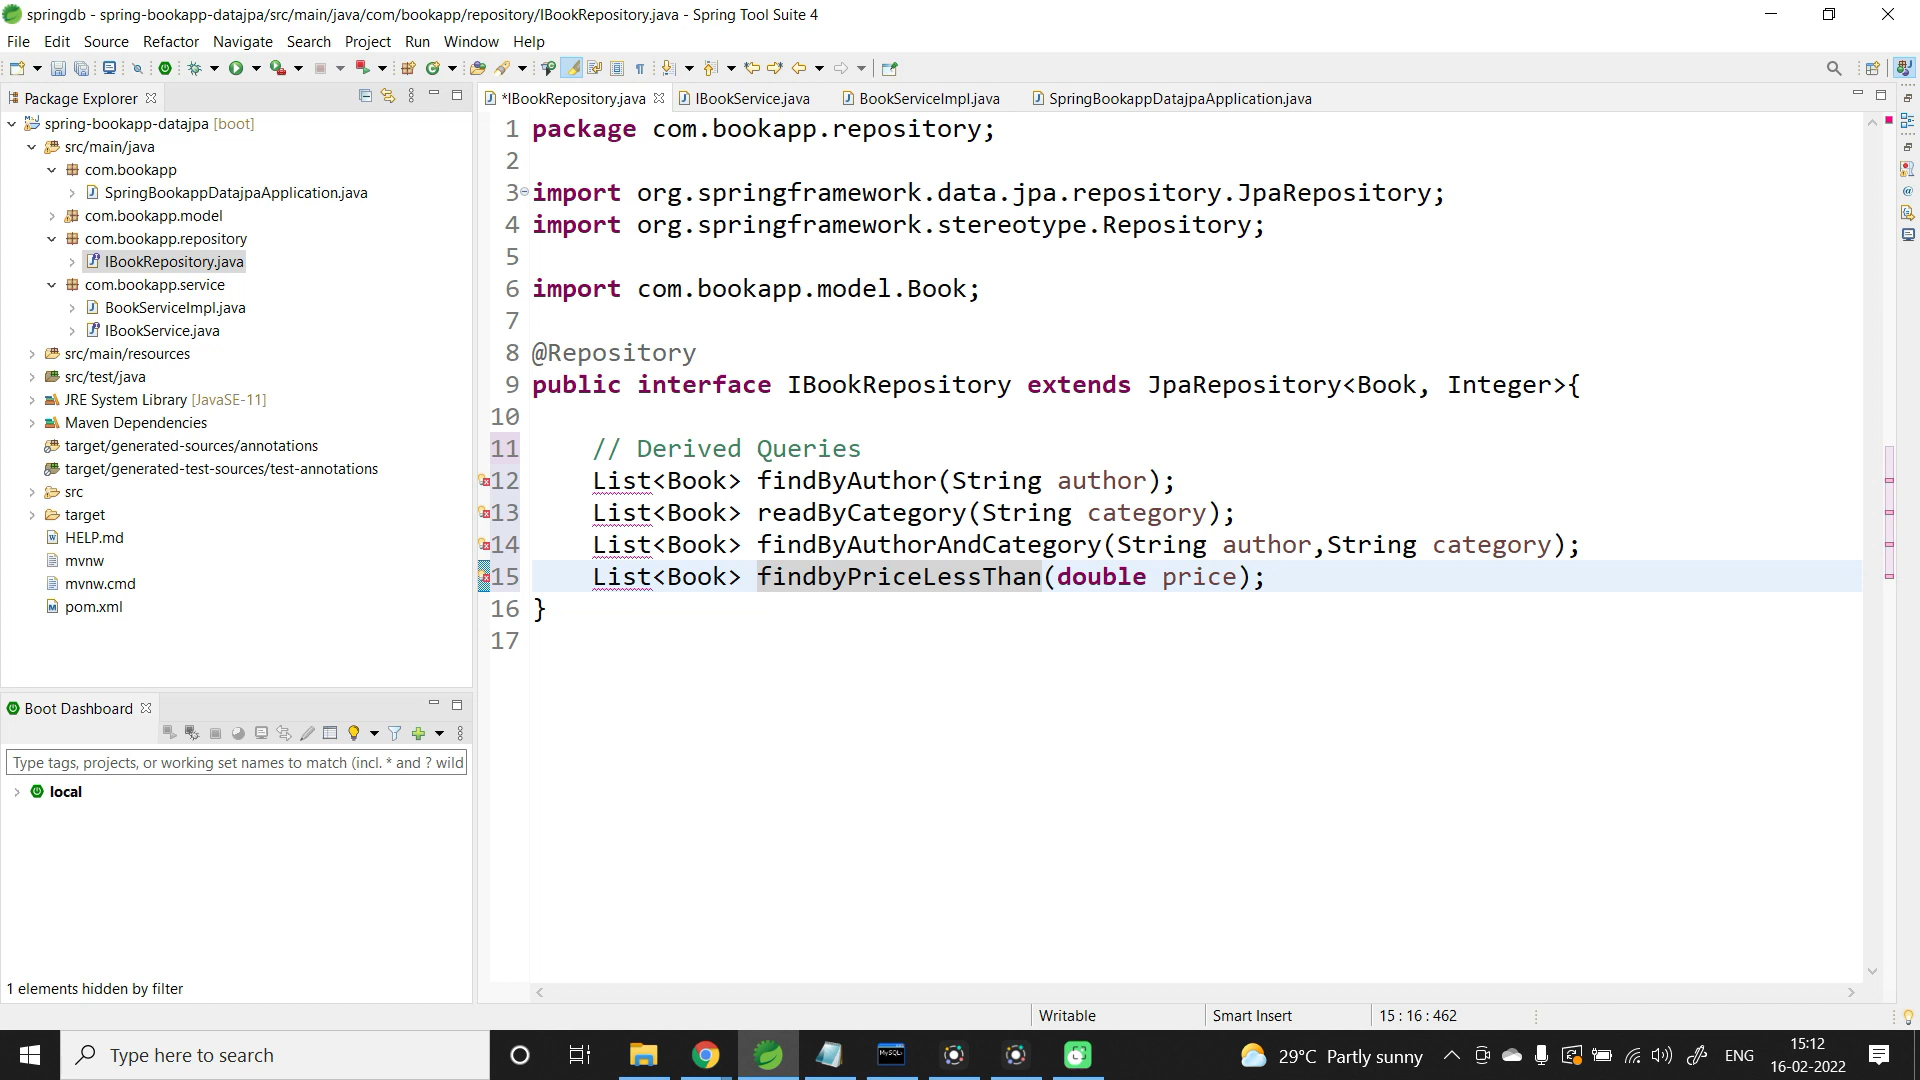 springdb - spring-bookapp-datajpa/src/main/java/com/bookapp/repository/IBookRepository.java - Spring Tool Suite 4
File Edit Source Refactor Navigate Search Project Run Window Help
Package Explorer
spring-bookapp-datajpa [boot]
src/main/java
com.bookapp
SpringBookappDatajpaApplication.java
com.bookapp.model
com.bookapp.repository
IBookRepository.java
com.bookapp.service
BookServiceImpl.java
IBookService.java
src/main/resources
src/test/java
JRE System Library [JavaSE-11]
Maven Dependencies
target/generated-sources/annotations
target/generated-test-sources/test-annotations
src
target
HELP.md
mvnw
mvnw.cmd
pom.xml
Boot Dashboard
Type tags, projects, or working set names to match (incl. * and ? wild
local
1 elements hidden by filter
*IBookRepository.java IBookService.java BookServiceImpl.java SpringBookappDatajpaApplication.java
1 package com.bookapp.repository;
2
3 import org.springframework.data.jpa.repository.JpaRepository;
4 import org.springframework.stereotype.Repository;
5
6 import com.bookapp.model.Book;
7
8 @Repository
9 public interface IBookRepository extends JpaRepository<Book, Integer>{
10
11 // Derived Queries
12 List<Book> findByAuthor(String author);
13 List<Book> readByCategory(String category);
14 List<Book> findByAuthorAndCategory(String author,String category);
15 List<Book> findbyPriceLessThan(double price);
16 }
17
Writable Smart Insert 15 : 16 : 462
Type here to search
MySQL
29°C Partly sunny
ENG
15:12
16-02-2022